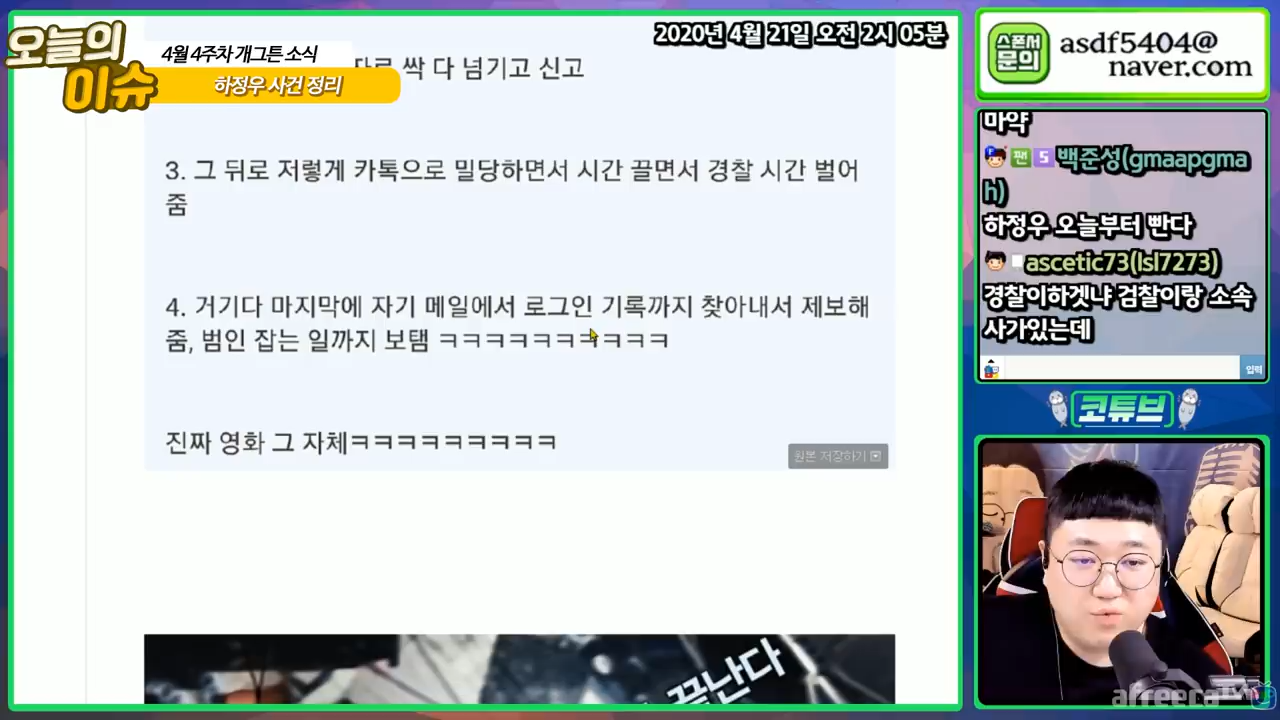 오늘의
이슈
4월 4주차 개그튼 소식
하정우 사건 정리
2020년 4월 21일 오전 2시 05분
싹 다 넘기고 신고
3. 그 뒤로 저렇게 카톡으로 밀당하면서 시간 끌면서 경찰 시간 벌어
줌
4. 거기다 마지막에 자기 메일에서 로그인 기록까지 찾아내서 제보해
줌, 범인 잡는 일까지 보탬 ㅋㅋㅋㅋㅋㅋㅋㅋㅋㅋ
진짜 영화 그 자체ㅋㅋㅋㅋㅋㅋㅋㅋㅋ
원본 저장하기
끝난다
스폰서
문의
asdf5404@
naver.com
마약
팬 5 백준성(gmaapgma
h)
하정우 오늘부터 빤다
ascetic73(lsl7273)
경찰이하겟냐 검찰이랑 소속
사가있는데
입력
코튜브
afreecaTV